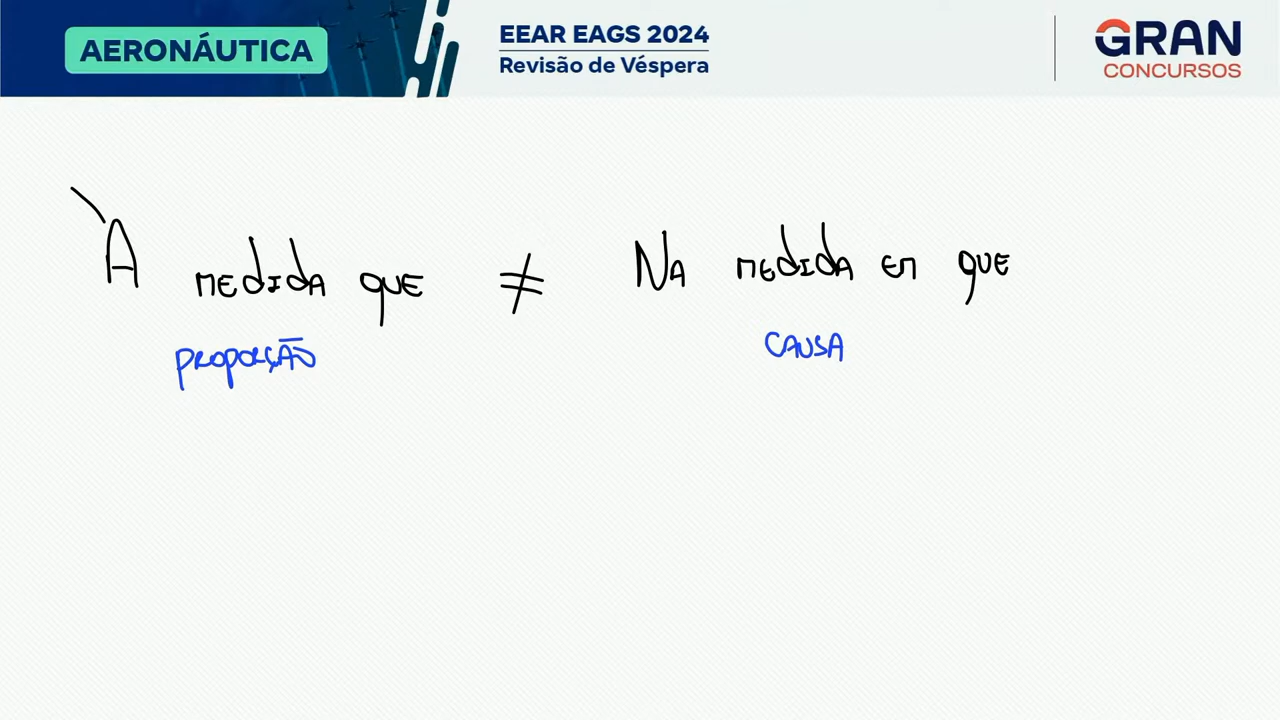 AERONÁUTICA
EEAR EAGS 2024
Revisão de Véspera
GRAN
CONCURSOS
À MEDIDA QUE ≠ NA MEDIDA EM QUE
PROPORÇÃO CAUSA